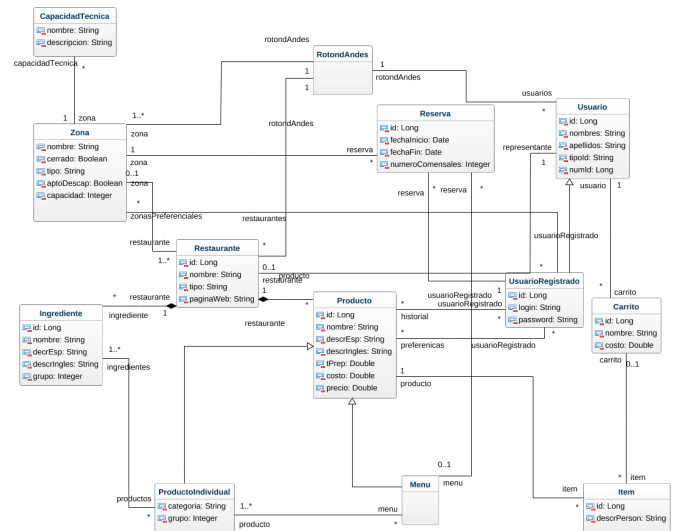 CapacidadTecnica
nombre: String
descripcion: String
capacidadTecnica
*
1
zona
rotondAndes
RotondAndes
1
rotondAndes
1
1
rotondAndes
usuarios
*
Usuario
id: Long
nombres: String
apellidos: String
tipoId: String
numId: Long
representante
1
usuario
1
1..*
zona
Zona
nombre: String
cerrado: Boolean
tipo: String
aptoDescap: Boolean
capacidad: Integer
1
zona
0..1
*
zonasPreferenciales
Reserva
id: Long
fechaInicio: Date
fechaFin: Date
numeroComensales: Integer
reserva
*
reserva
*
reserva
*
restaurantes
*
restaurante
1..*
Restaurante
id: Long
nombre: String
tipo: String
paginaWeb: String
0..1
restaurante
producto
1
*
restaurante
1
restaurante
usuarioRegistrado
*
UsuarioRegistrado
id: Long
login: String
password: String
1
usuarioRegistrado
usuarioRegistrado
*
*
usuarioRegistrado
Producto
id: Long
nombre: String
descrEsp: String
descrIngles: String
tPrep: Double
costo: Double
precio: Double
*
historial
*
preferenicas
1
producto
Ingrediente
id: Long
nombre: String
decrEsp: String
descrIngles: String
grupo: Integer
*
ingrediente
1..*
ingredientes
carrito
*
Carrito
id: Long
nombre: String
costo: Double
carrito
0..1
productos
*
ProductoIndividual
categoria: String
grupo: Integer
1..*
producto
menu
*
Menu
0..1
menu
item
*
*
item
Item
id: Long
descrPerson: String